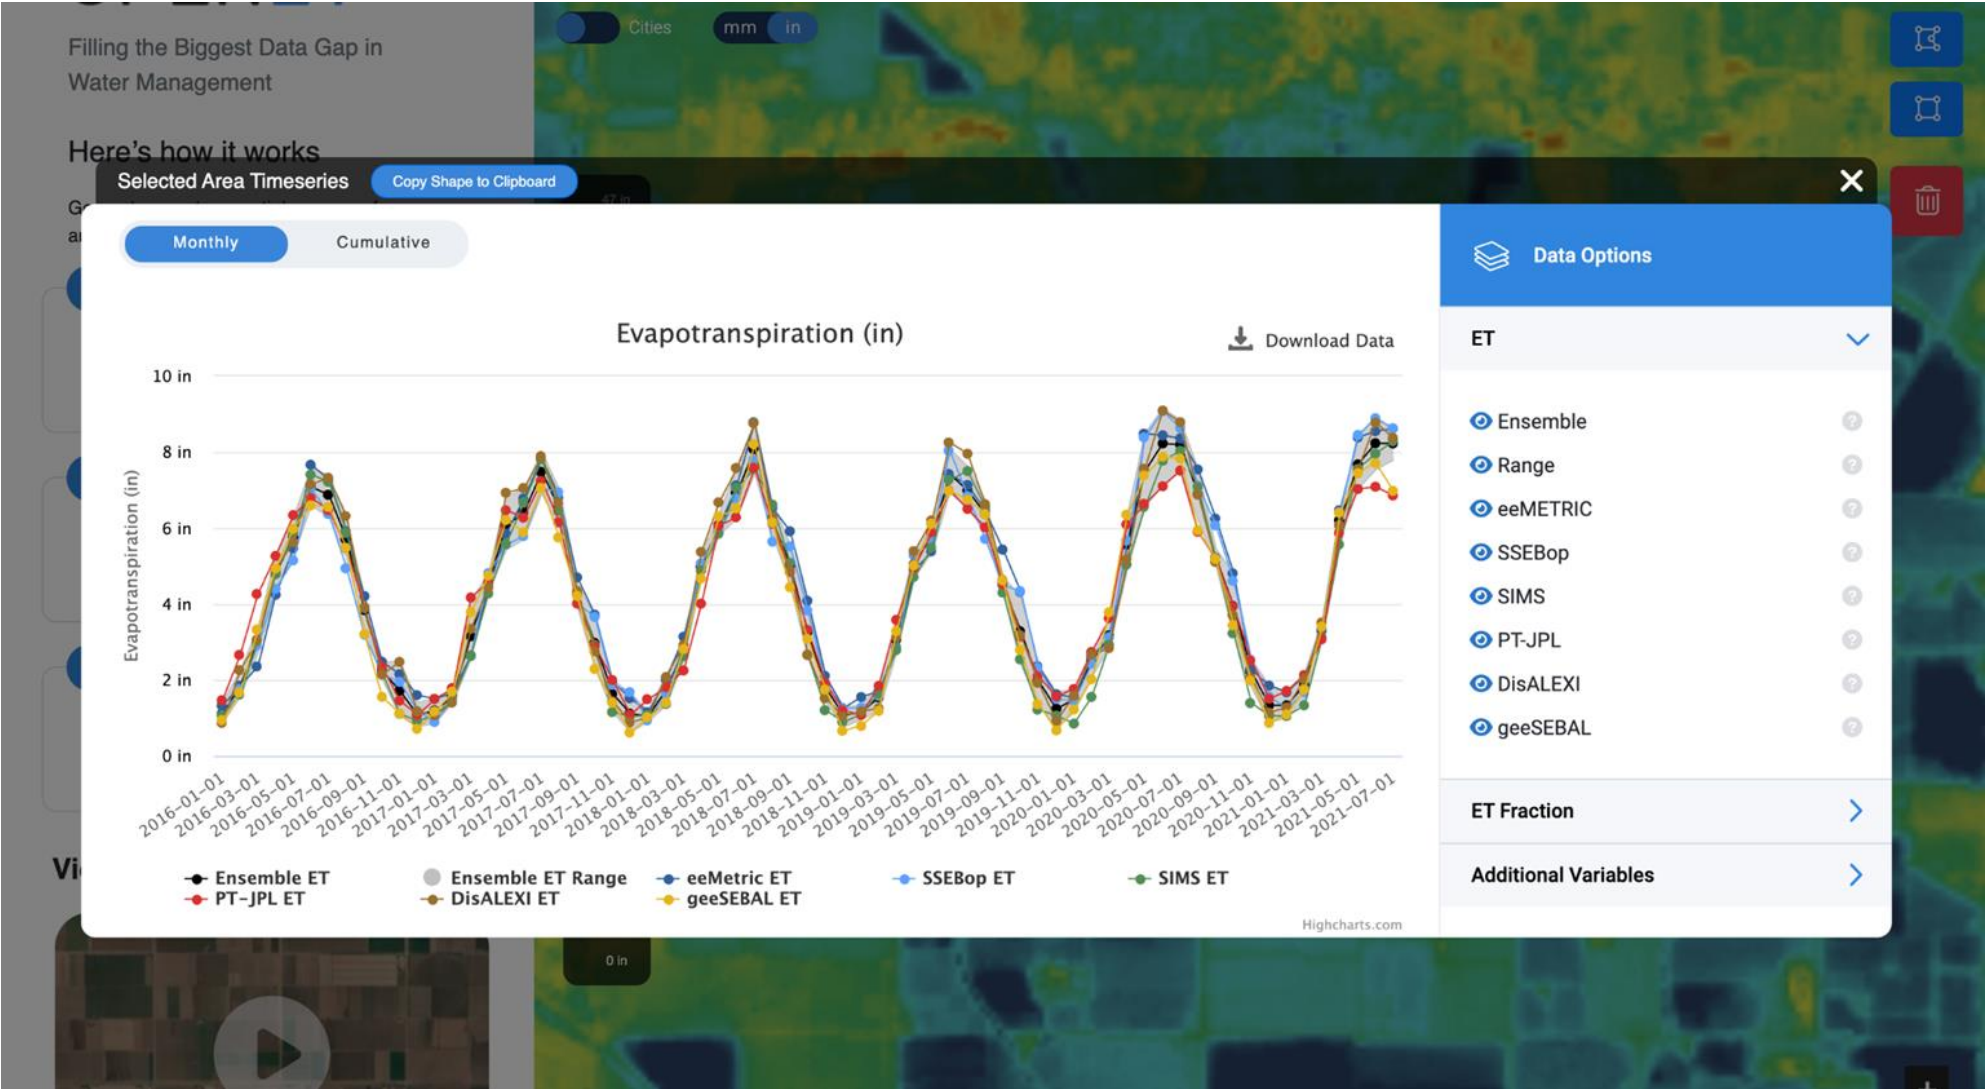 Filling the Biggest Data Gap in
Water Management
Cities
mm in
Here's how it works
Selected Area Timeseries
Copy Shape to Clipboard
47 in
Monthly
Cumulative
Evapotranspiration (in)
Download Data
10 in
8 in
6 in
4 in
2 in
0 in
Evapotranspiration (in)
2016-01-01
2016-03-01
2016-05-01
2016-07-01
2016-09-01
2016-11-01
2017-01-01
2017-03-01
2017-05-01
2017-07-01
2017-09-01
2017-11-01
2018-01-01
2018-03-01
2018-05-01
2018-07-01
2018-09-01
2018-11-01
2019-01-01
2019-03-01
2019-05-01
2019-07-01
2019-09-01
2019-11-01
2020-01-01
2020-03-01
2020-05-01
2020-07-01
2020-09-01
2020-11-01
2021-01-01
2021-03-01
2021-05-01
2021-07-01
Ensemble ET
Ensemble ET Range
eeMetric ET
SSEBop ET
SIMS ET
PT-JPL ET
DisALEXI ET
geeSEBAL ET
Highcharts.com
Data Options
ET
Ensemble ?
Range ?
eeMETRIC ?
SSEBop ?
SIMS ?
PT-JPL ?
DisALEXI ?
geeSEBAL ?
ET Fraction
Additional Variables
0 in